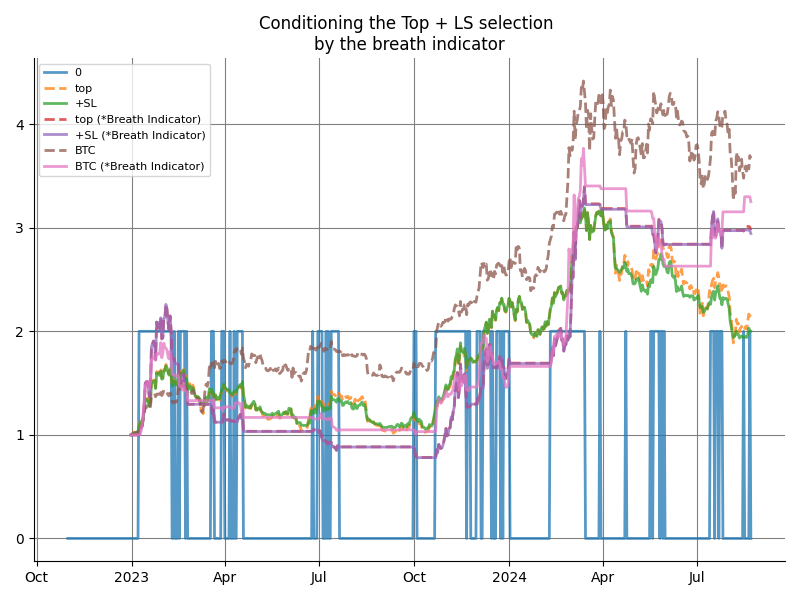 Conditioning the Top + LS selection
by the breath indicator
0
top
+SL
top (*Breath Indicator)
+SL (*Breath Indicator)
BTC
BTC (*Breath Indicator)
4
3
2
1
0
Oct
2023
Apr
Jul
Oct
2024
Apr
Jul